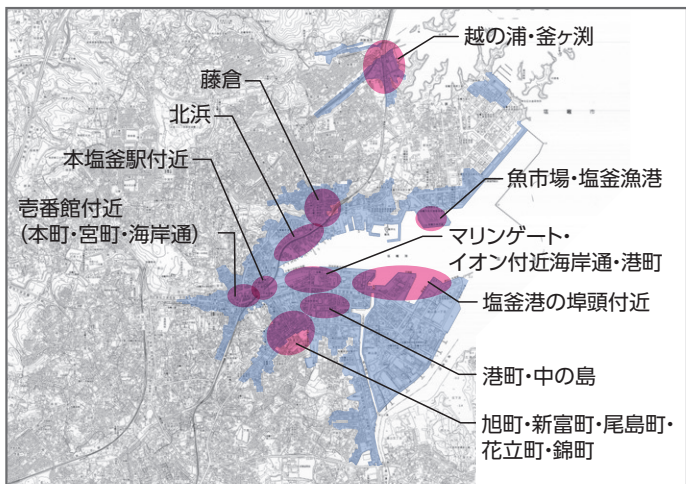 越の浦・釜ヶ渕
藤倉
北浜
本塩釜駅付近
壱番館付近
(本町・宮町・海岸通)
魚市場・塩釜漁港
マリンゲート・
イオン付近海岸通・港町
塩釜港の埠頭付近
港町・中の島
旭町・新富町・尾島町・
花立町・錦町